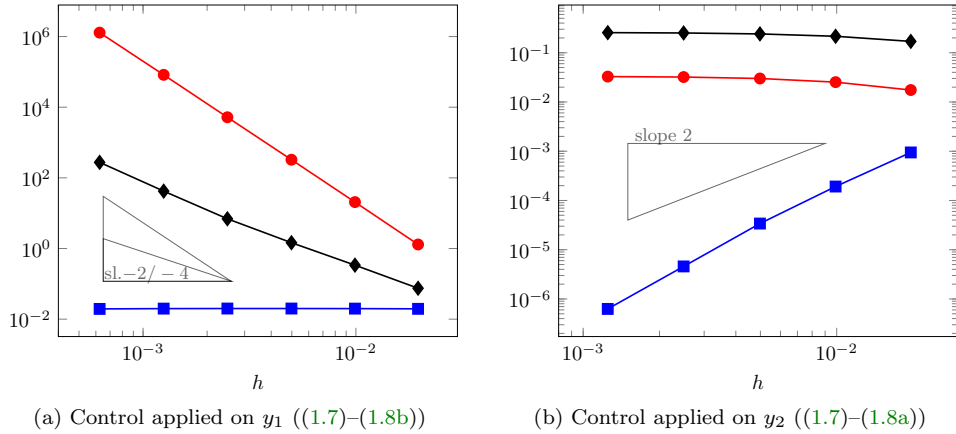 10^6
10^4
10^2
10^0
10^−2
sl.−2/ − 4
10^−3
10^−2
h
(a) Control applied on y_1 ((1.7)–(1.8b))
10^−1
10^−2
10^−3
10^−4
10^−5
10^−6
slope 2
10^−3
10^−2
h
(b) Control applied on y_2 ((1.7)–(1.8a))